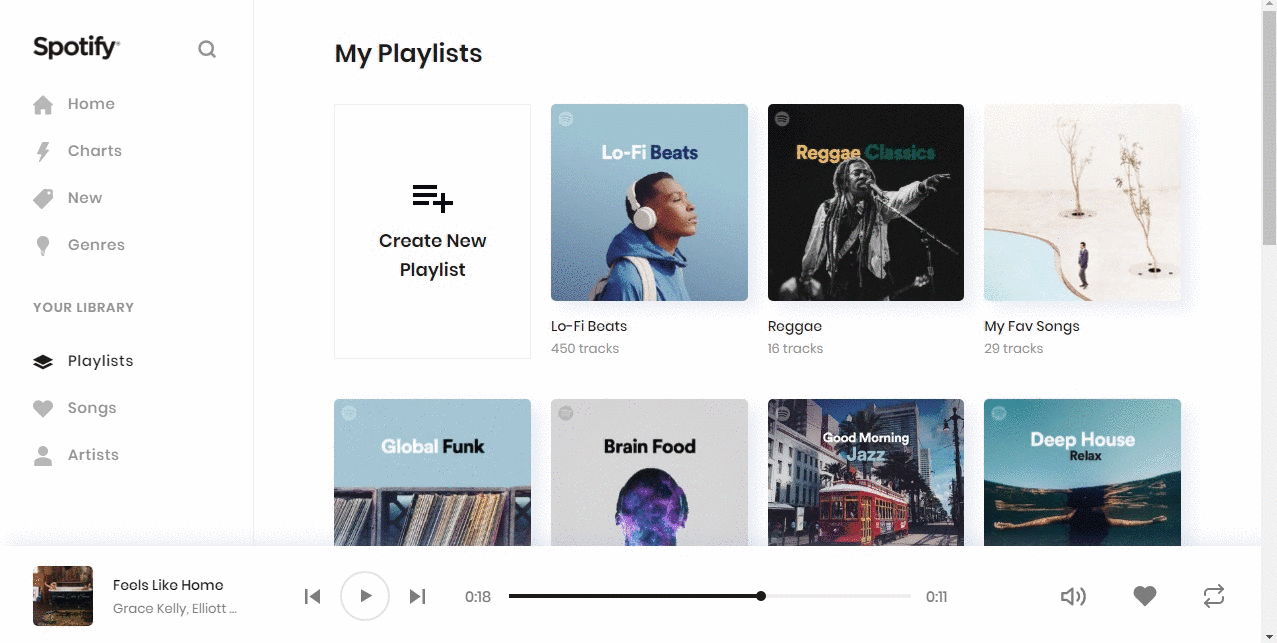 Spotify®
Home
Charts
New
Genres
YOUR LIBRARY
Playlists
Songs
Artists
My Playlists
Create New
Playlist
Lo-Fi Beats
Lo-Fi Beats
450 tracks
Reggae Classics
Reggae
16 tracks
My Fav Songs
29 tracks
Global Funk
Brain Food
Good Morning
Jazz
Deep House
Relax
Feels Like Home
Grace Kelly, Elliott ...
0:18
0:11